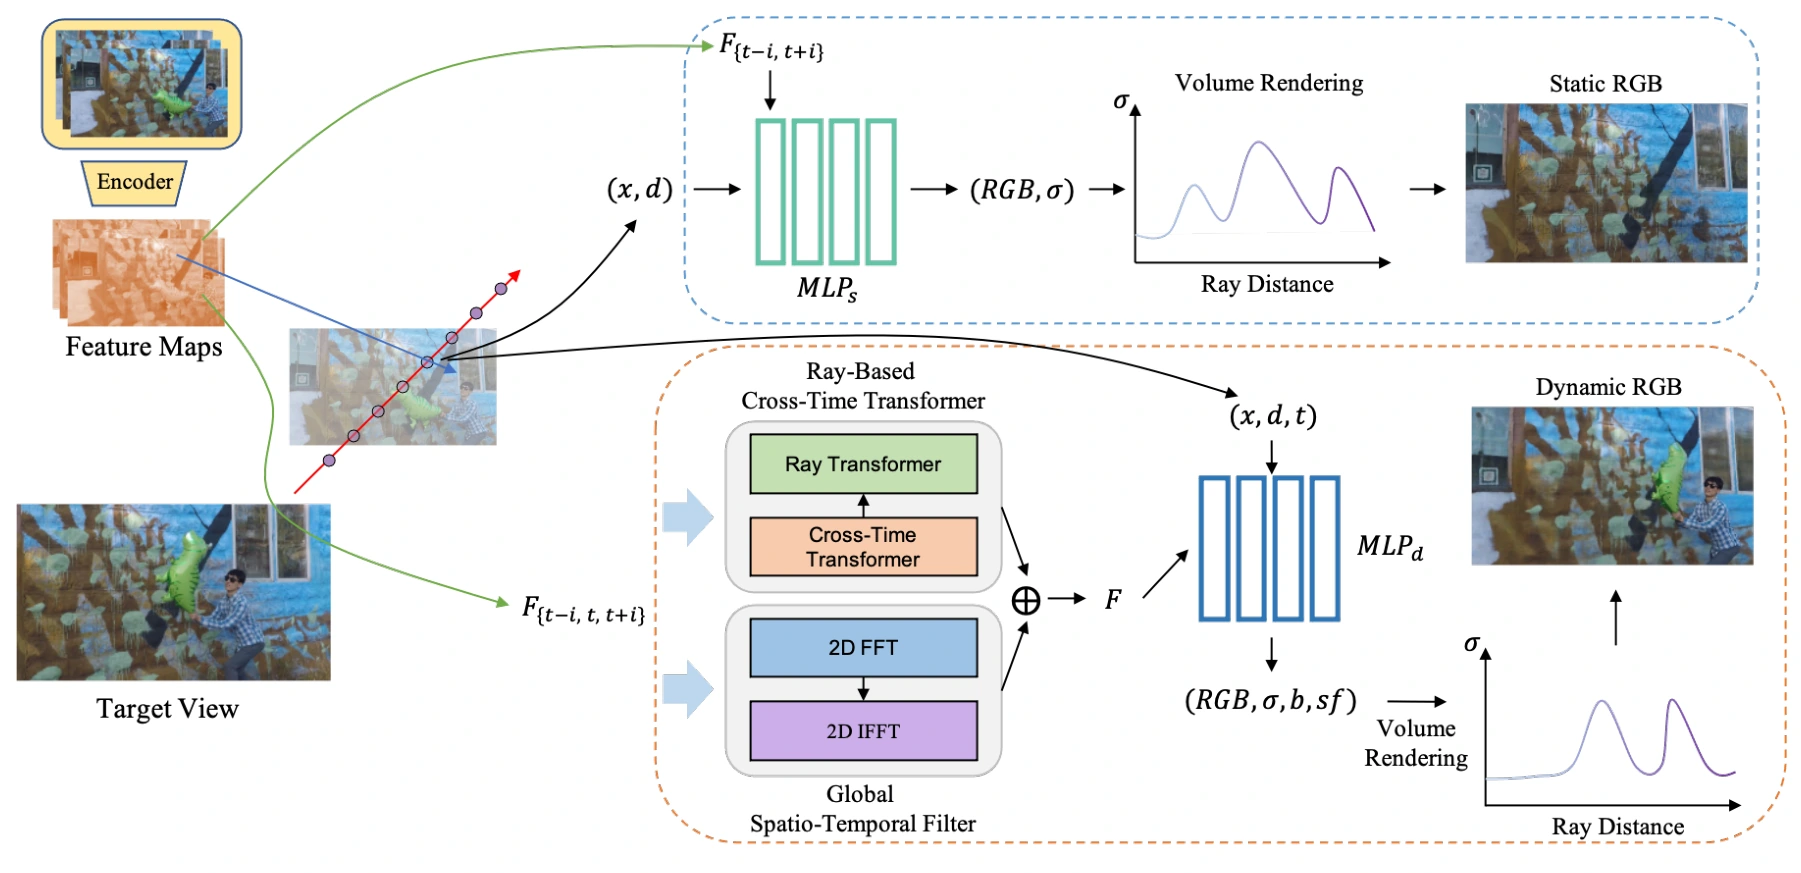 Encoder
Feature Maps
Target View
F{t−i, t+i}
(x, d)
MLPs
(RGB, σ)
Volume Rendering
σ
Ray Distance
Static RGB
F{t−i, t, t+i}
Ray-Based
Cross-Time Transformer
Ray Transformer
Cross-Time
Transformer
2D FFT
2D IFFT
Global
Spatio-Temporal Filter
⊕
F
(x, d, t)
MLPd
(RGB, σ, b, sf)
Volume
Rendering
σ
Ray Distance
Dynamic RGB